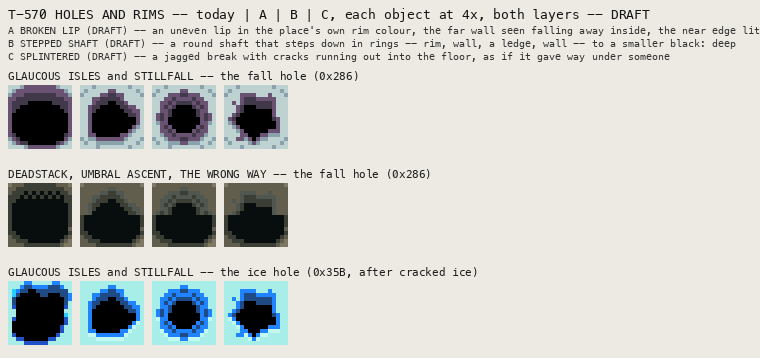 T-570 HOLES AND RIMS -- today | A | B | C, each object at 4x, both layers -- DRAFT
A BROKEN LIP (DRAFT) -- an uneven lip in the place's own rim colour, the far wall seen falling away inside, the near edge lit
B STEPPED SHAFT (DRAFT) -- a round shaft that steps down in rings -- rim, wall, a ledge, wall -- to a smaller black: deep
C SPLINTERED (DRAFT) -- a jagged break with cracks running out into the floor, as if it gave way under someone
GLAUCOUS ISLES and STILLFALL -- the fall hole (0x286)
DEADSTACK, UMBRAL ASCENT, THE WRONG WAY -- the fall hole (0x286)
GLAUCOUS ISLES and STILLFALL -- the ice hole (0x35B, after cracked ice)